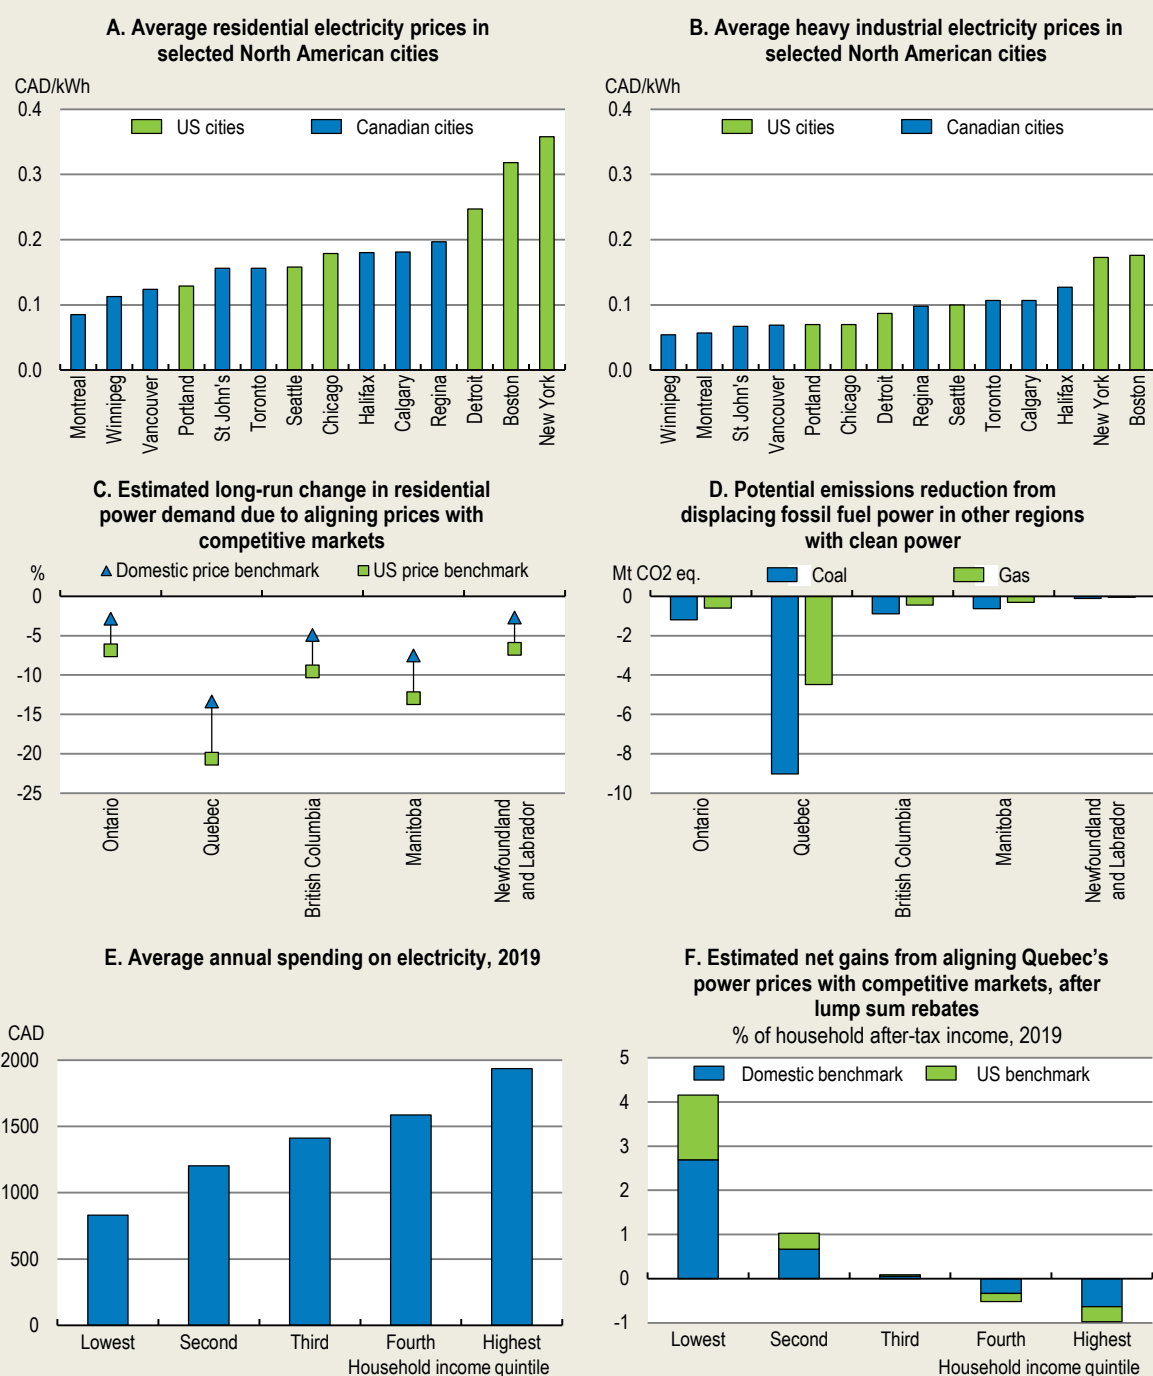 A. Average residential electricity prices in
selected North American cities
CAD/kWh
0.4
0.3
0.2
0.1
0.0
US cities
Canadian cities
Montreal
Winnipeg
Vancouver
Portland
St John's
Toronto
Seattle
Chicago
Halifax
Calgary
Regina
Detroit
Boston
New York
B. Average heavy industrial electricity prices in
selected North American cities
CAD/kWh
0.4
0.3
0.2
0.1
0.0
US cities
Canadian cities
Winnipeg
Montreal
St John's
Vancouver
Portland
Chicago
Detroit
Regina
Seattle
Toronto
Calgary
Halifax
New York
Boston
C. Estimated long-run change in residential
power demand due to aligning prices with
competitive markets
%
Domestic price benchmark
US price benchmark
0
-5
-10
-15
-20
-25
Ontario
Quebec
British Columbia
Manitoba
Newfoundland
and Labrador
D. Potential emissions reduction from
displacing fossil fuel power in other regions
with clean power
Mt CO2 eq.
Coal
Gas
0
-2
-4
-6
-8
-10
Ontario
Quebec
British Columbia
Manitoba
Newfoundland
and Labrador
E. Average annual spending on electricity, 2019
CAD
2000
1500
1000
500
0
Lowest
Second
Third
Fourth
Highest
Household income quintile
F. Estimated net gains from aligning Quebec’s
power prices with competitive markets, after
lump sum rebates
% of household after-tax income, 2019
5
4
3
2
1
0
-1
Domestic benchmark
US benchmark
Lowest
Second
Third
Fourth
Highest
Household income quintile